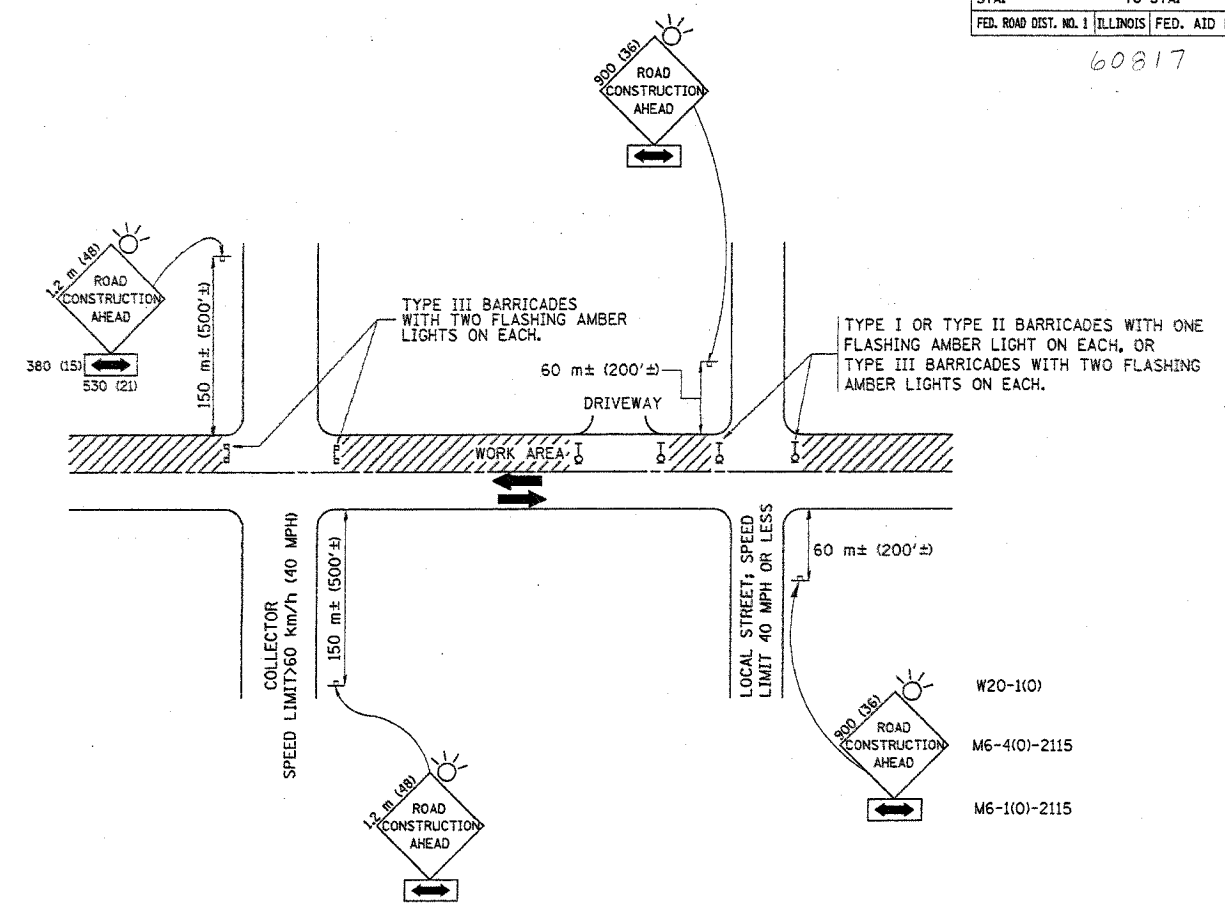 TO STA.
FED. ROAD DIST. NO. 1 ILLINOIS FED. AID
60817
900 (36)
ROAD
CONSTRUCTION
AHEAD
1.2 m (48)
ROAD
CONSTRUCTION
AHEAD
380 (15)
530 (21)
150 m± (500'±)
TYPE III BARRICADES
WITH TWO FLASHING AMBER
LIGHTS ON EACH.
60 m± (200'±)
DRIVEWAY
TYPE I OR TYPE II BARRICADES WITH ONE
FLASHING AMBER LIGHT ON EACH, OR
TYPE III BARRICADES WITH TWO FLASHING
AMBER LIGHTS ON EACH.
WORK AREA
COLLECTOR
SPEED LIMIT>60 km/h (40 MPH)
150 m± (500'±)
LOCAL STREET; SPEED
LIMIT 40 MPH OR LESS
60 m± (200'±)
1.2 m (48)
ROAD
CONSTRUCTION
AHEAD
900 (36)
ROAD
CONSTRUCTION
AHEAD
W20-1(O)
M6-4(O)-2115
M6-1(O)-2115